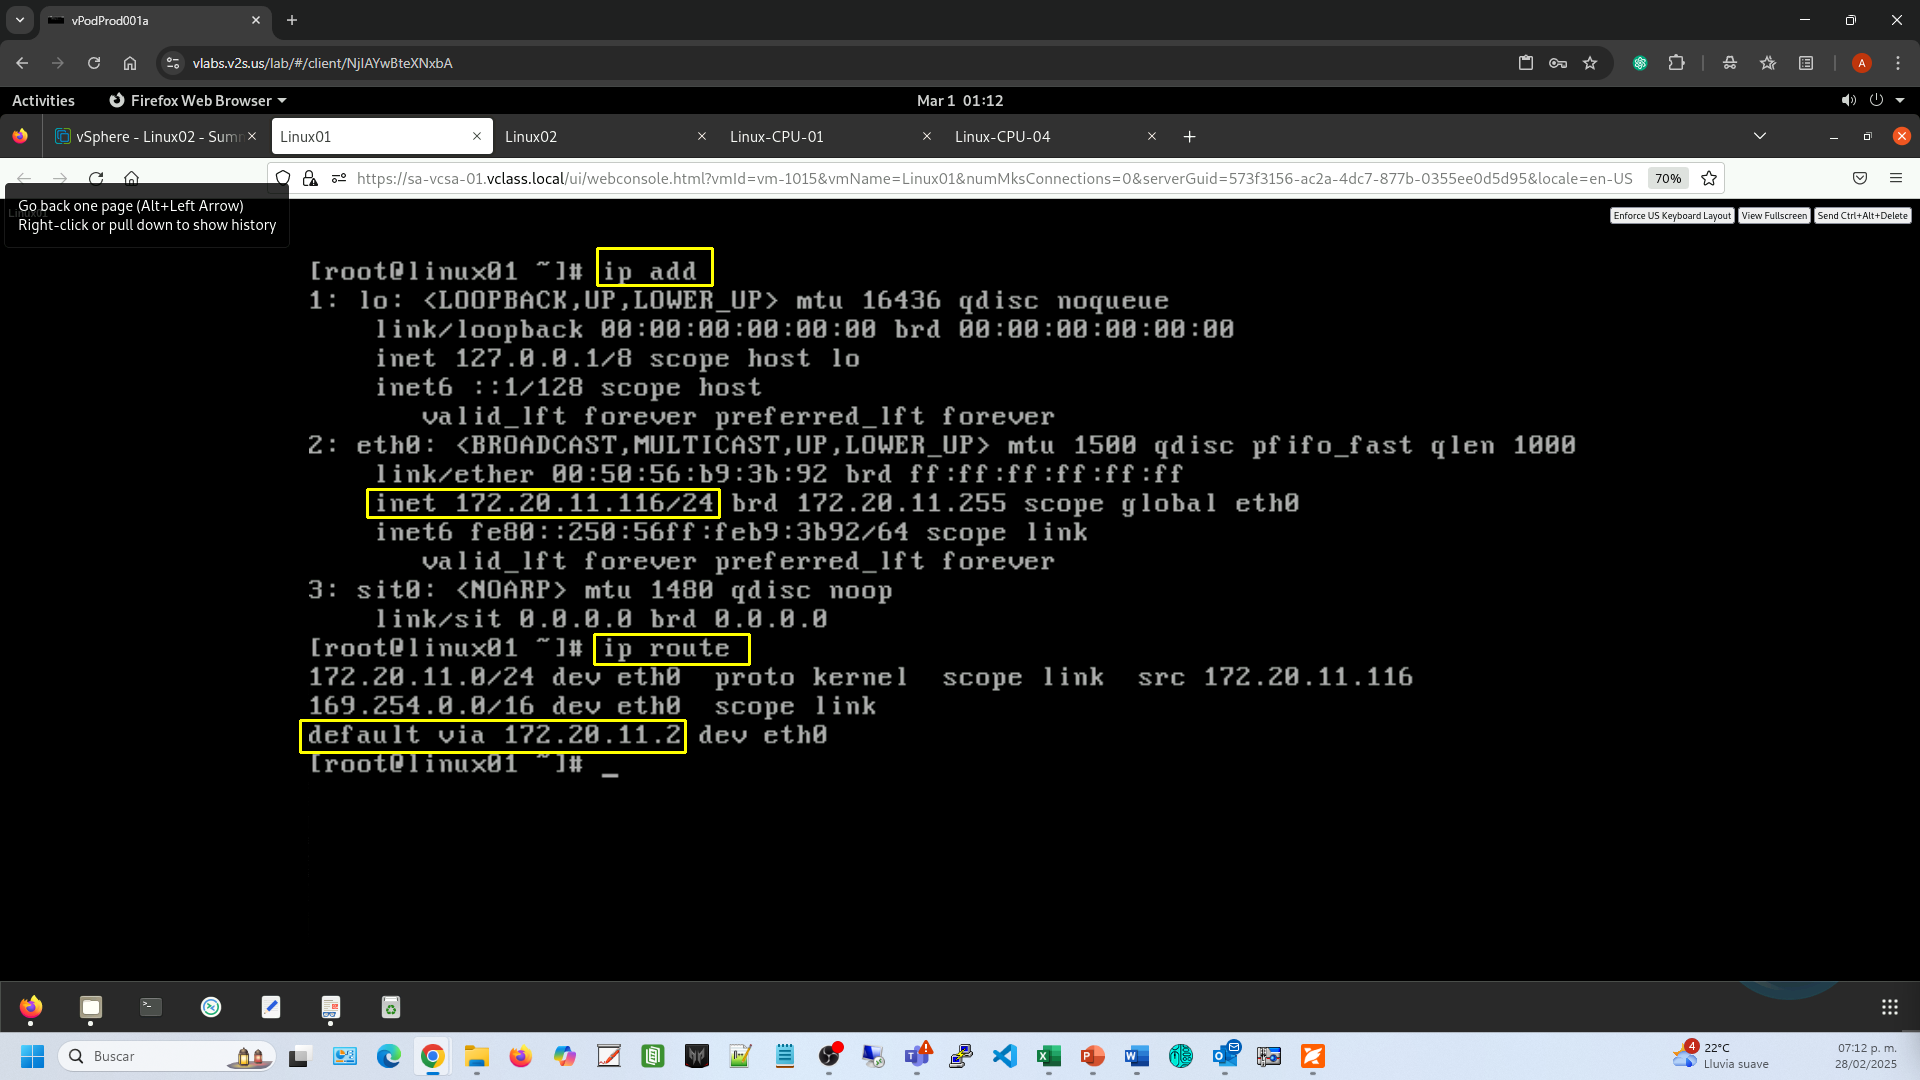 vPodProd001a
vlabs.v2s.us/lab/#/client/NjIAYwBteXNxbA
A
Activities
Firefox Web Browser
Mar 1 01:12
vSphere - Linux02 - Sum
Linux01
Linux02
Linux-CPU-01
Linux-CPU-04
https://sa-vcsa-01.vclass.local/ui/webconsole.html?vmId=vm-1015&vmName=Linux01&numMksConnections=0&serverGuid=573f3156-ac2a-4dc7-877b-0355ee0d5d95&locale=en-US
70%
Go back one page (Alt+Left Arrow)
Right-click or pull down to show history
Linux01
Enforce US Keyboard Layout
View Fullscreen
Send Ctrl+Alt+Delete
[root@linux01 ~]# ip add
1: lo: <LOOPBACK,UP,LOWER_UP> mtu 16436 qdisc noqueue
link/loopback 00:00:00:00:00:00 brd 00:00:00:00:00:00
inet 127.0.0.1/8 scope host lo
inet6 ::1/128 scope host
valid_lft forever preferred_lft forever
2: eth0: <BROADCAST,MULTICAST,UP,LOWER_UP> mtu 1500 qdisc pfifo_fast qlen 1000
link/ether 00:50:56:b9:3b:92 brd ff:ff:ff:ff:ff:ff
inet 172.20.11.116/24 brd 172.20.11.255 scope global eth0
inet6 fe80::250:56ff:feb9:3b92/64 scope link
valid_lft forever preferred_lft forever
3: sit0: <NOARP> mtu 1480 qdisc noop
link/sit 0.0.0.0 brd 0.0.0.0
[root@linux01 ~]# ip route
172.20.11.0/24 dev eth0 proto kernel scope link src 172.20.11.116
169.254.0.0/16 dev eth0 scope link
default via 172.20.11.2 dev eth0
[root@linux01 ~]# _
Buscar
4
22°C
Lluvia suave
07:12 p. m.
28/02/2025